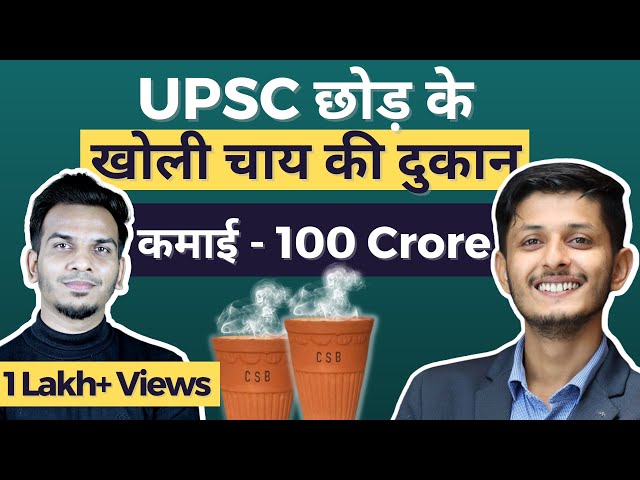 UPSC छोड़ के
खोली चाय की दुकान
कमाई - 100 Crore
CSB
CSB
1 Lakh+ Views